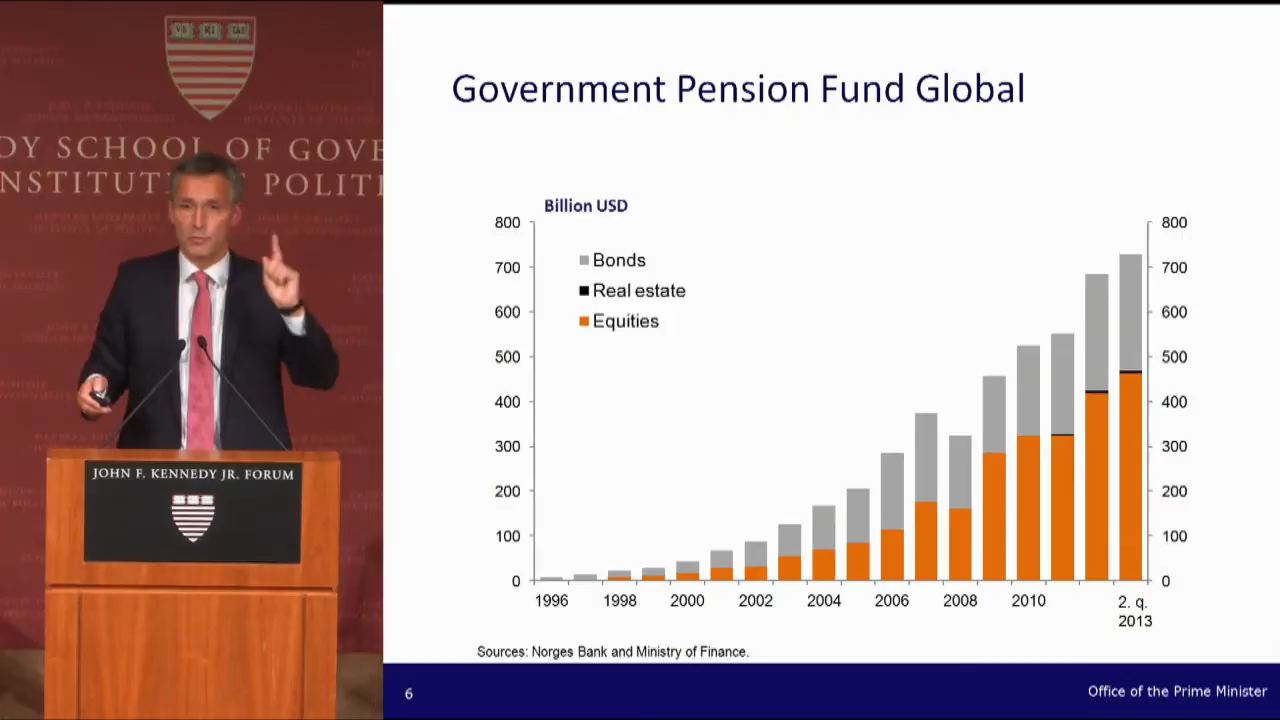 DY SCHOOL OF GOVE
NSTITUT POLITI
JOHN F. KENNEDY JR. FORUM
Government Pension Fund Global
Billion USD
800
700
600
500
400
300
200
100
0
Bonds
Real estate
Equities
800
700
600
500
400
300
200
100
0
1996 1998 2000 2002 2004 2006 2008 2010 2. q.
2013
Sources: Norges Bank and Ministry of Finance.
6
Office of the Prime Minister